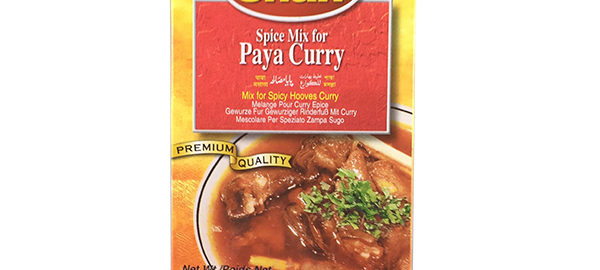 Shan
Spice Mix for
Paya Curry
Mix for Spicy Hooves Curry
Melange Pour Curry Epice
Gewurze Fur Gewurziger Rinderfuß Mit Curry
Mescolare Per Speziato Zampa Sugo
PREMIUM QUALITY
Net Wt./Poids Net